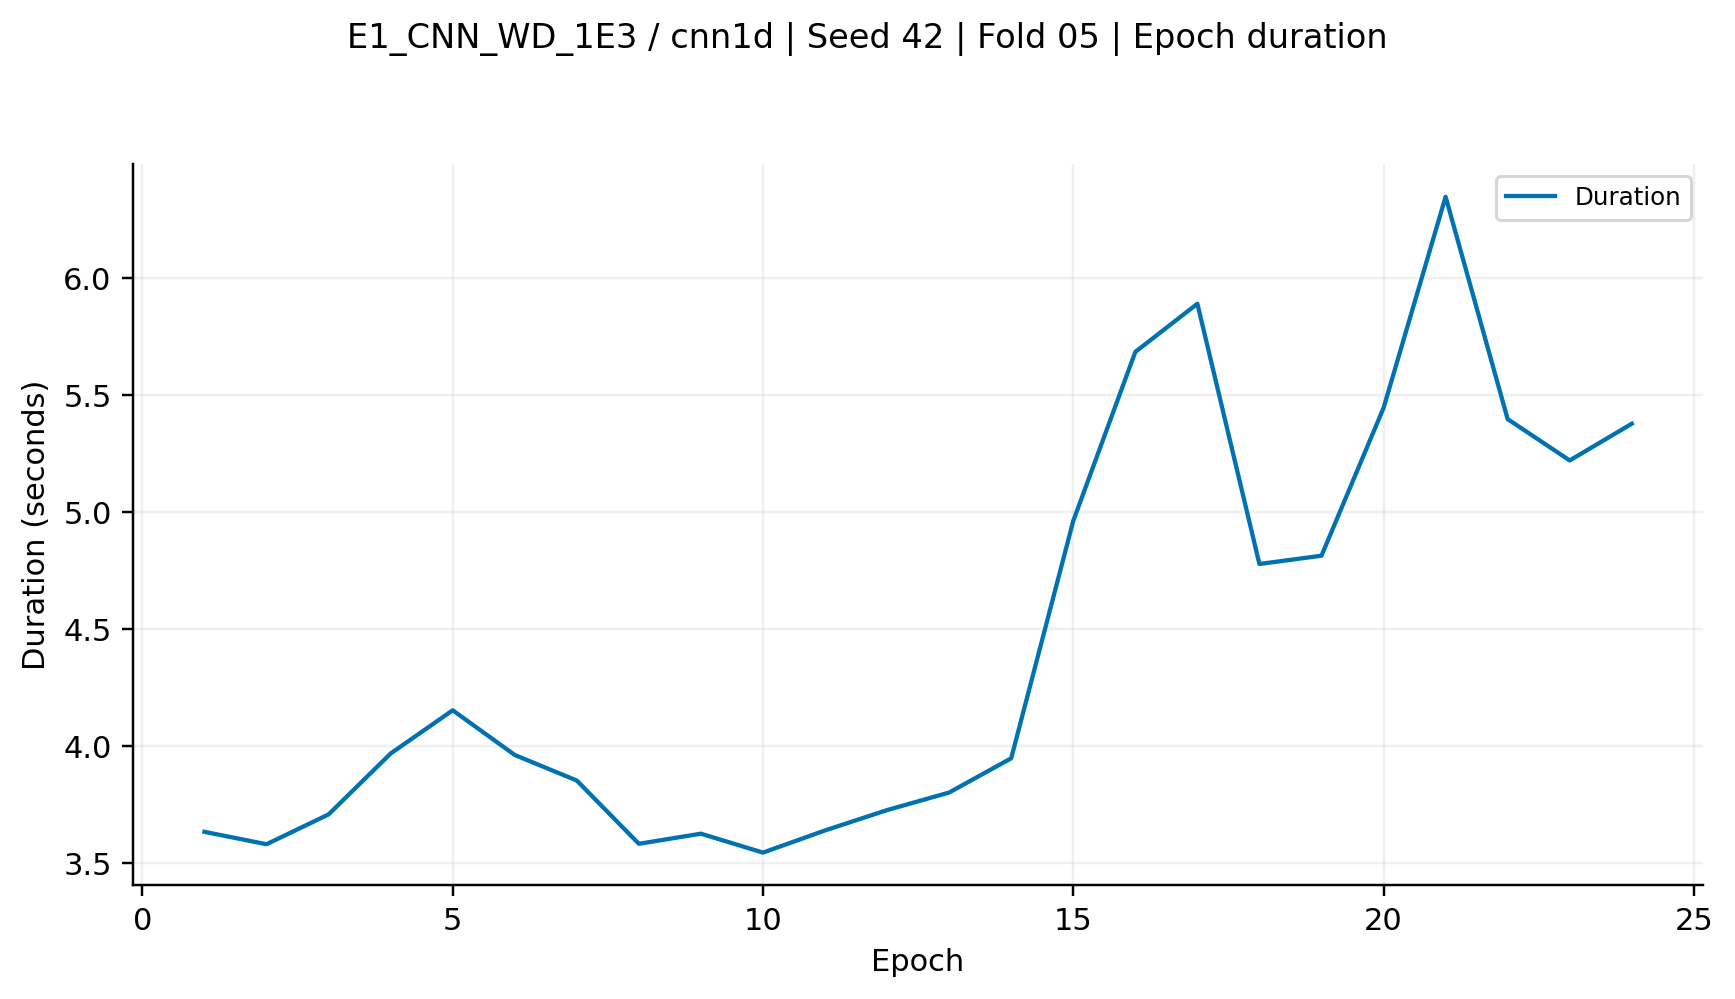 E1_CNN_WD_1E3 / cnn1d | Seed 42 | Fold 05 | Epoch duration
Duration
6.0
5.5
5.0
4.5
4.0
3.5
Duration (seconds)
0 5 10 15 20 25
Epoch